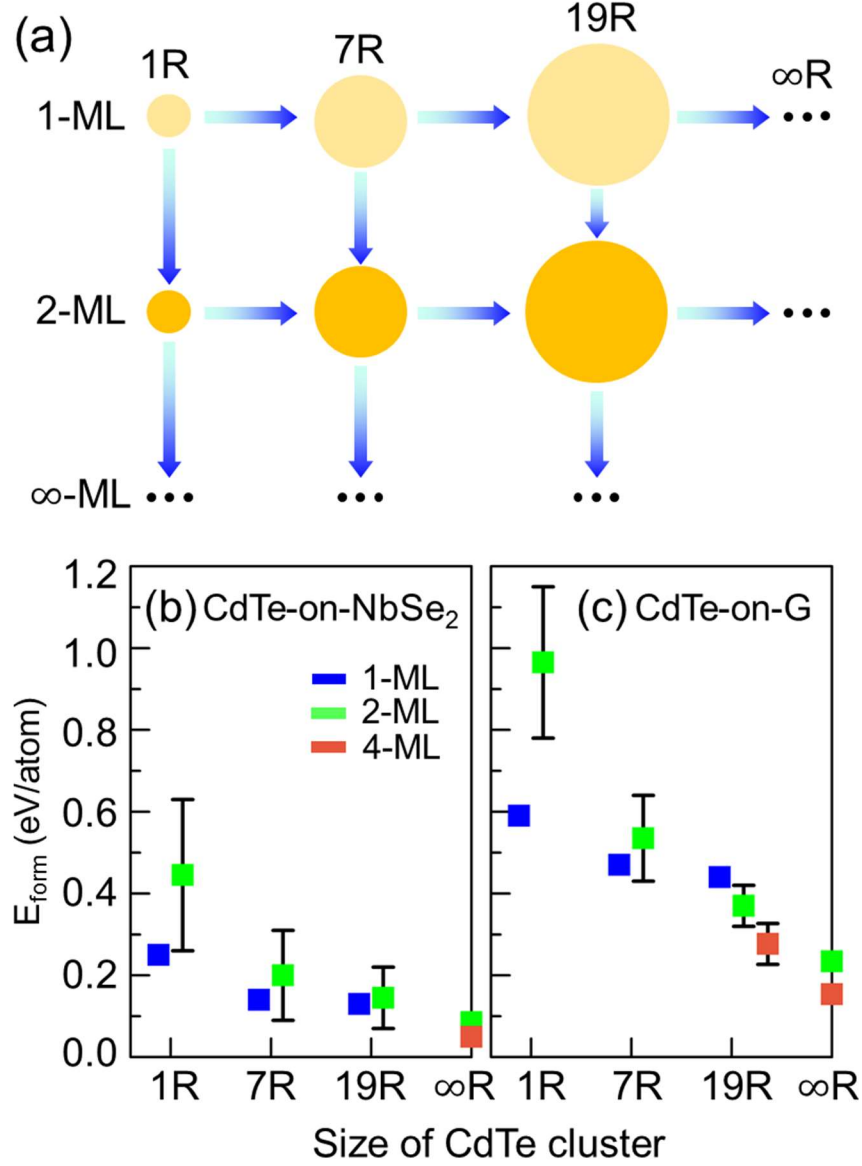 (a)
1R
7R
19R
∞R
1-ML
•••
2-ML
•••
∞-ML ••• ••• •••
(b) CdTe-on-NbSe₂
(c) CdTe-on-G
1-ML
2-ML
4-ML
E_form (eV/atom)
1.2
1.0
0.8
0.6
0.4
0.2
0.0
1R 7R 19R ∞R
1R 7R 19R ∞R
Size of CdTe cluster